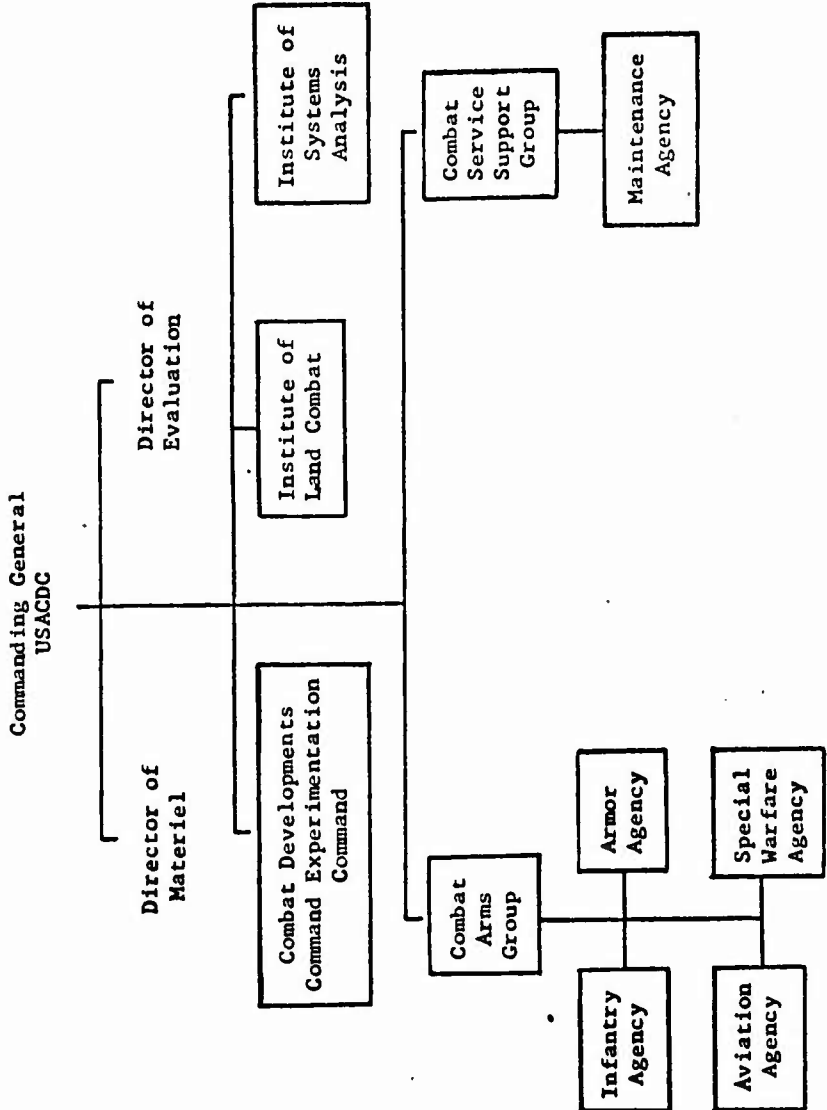 Commanding General
USACDC
Director of
Materiel
Director of
Evaluation
Combat Developments
Command Experimentation
Command
Institute of
Land Combat
Institute of
Systems
Analysis
Combat
Arms
Group
Combat
Service
Support
Group
Infantry
Agency
Armor
Agency
Aviation
Agency
Special
Warfare
Agency
Maintenance
Agency